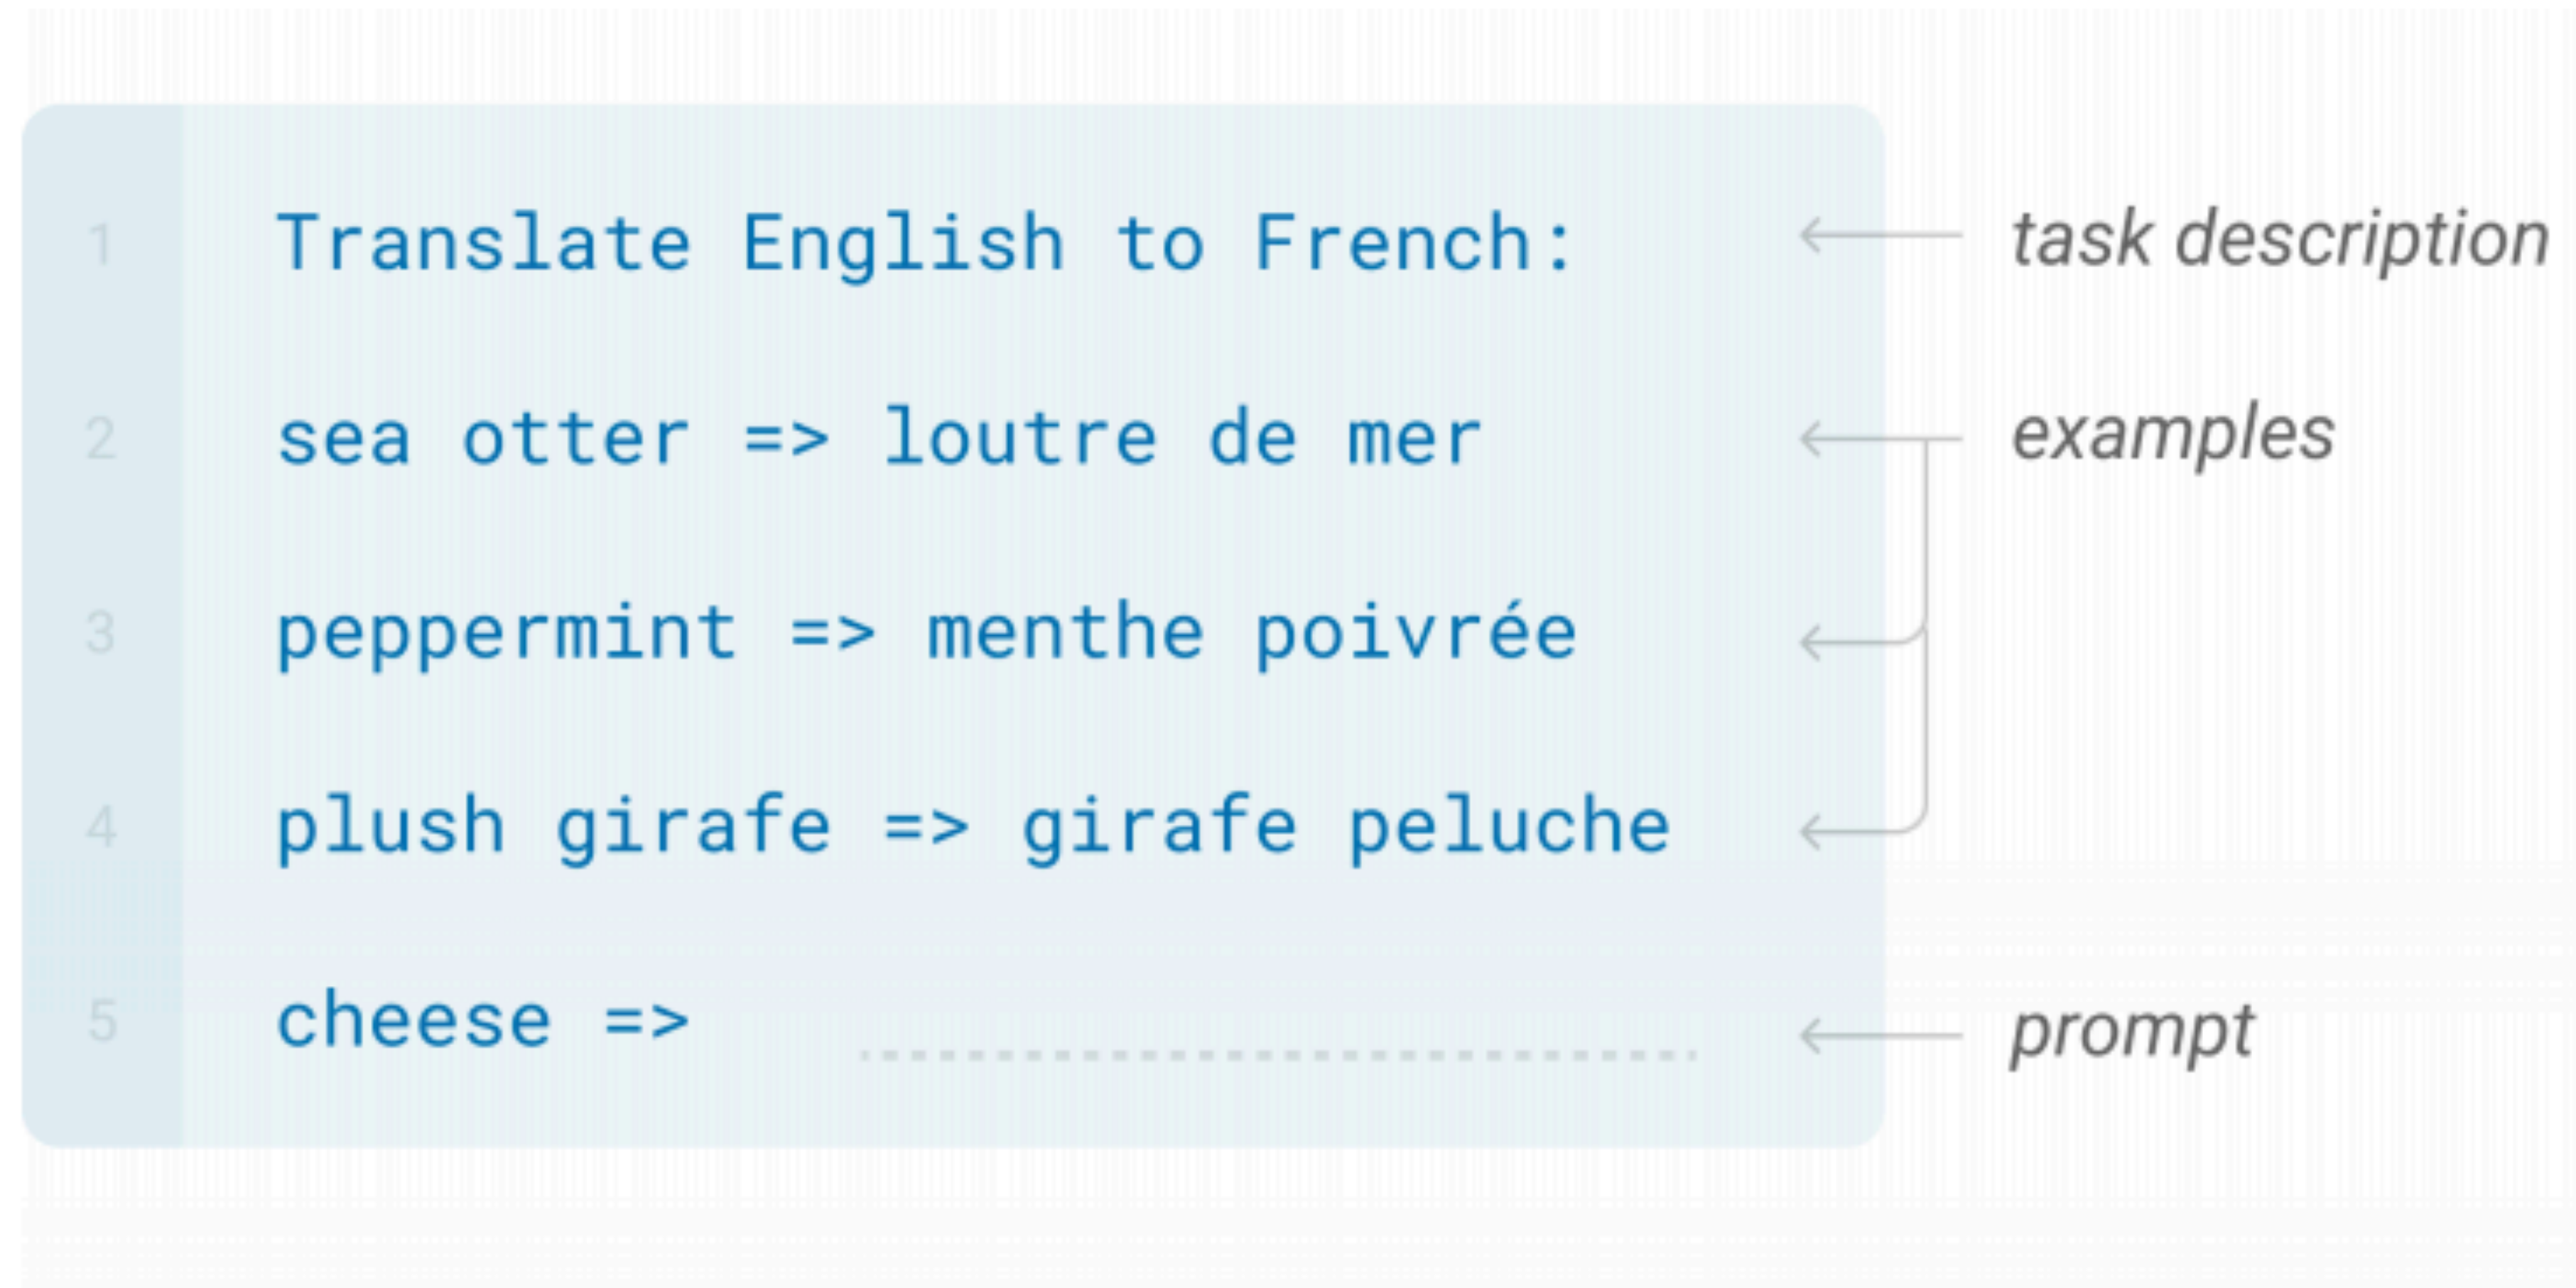 1 Translate English to French: task description
2 sea otter => loutre de mer examples
3 peppermint => menthe poivrée
4 plush girafe => girafe peluche
5 cheese => prompt